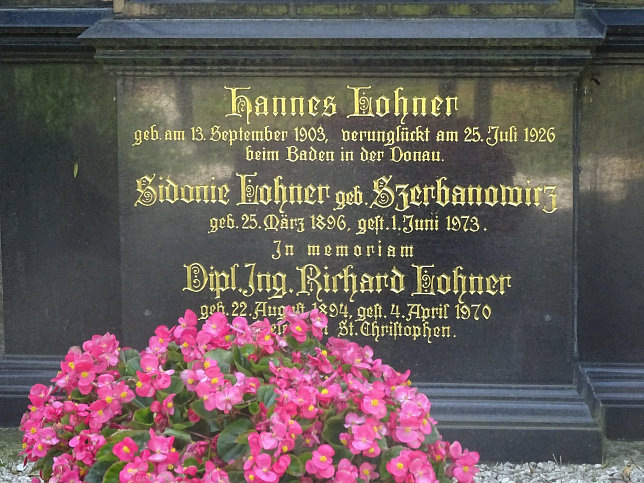 Hannes Lohner
geb. am 13. September 1903, verunglückt am 25. Juli 1926
beim Baden in der Donau.
Sidonie Lohner geb. Szerbanowirz
geb. 25. März 1896, gest. 1. Juni 1973.
In memoriam
Dipl. Ing. Richard Lohner
geb. 22. August 1894, gest. 4. April 1970
in St. Christophen.